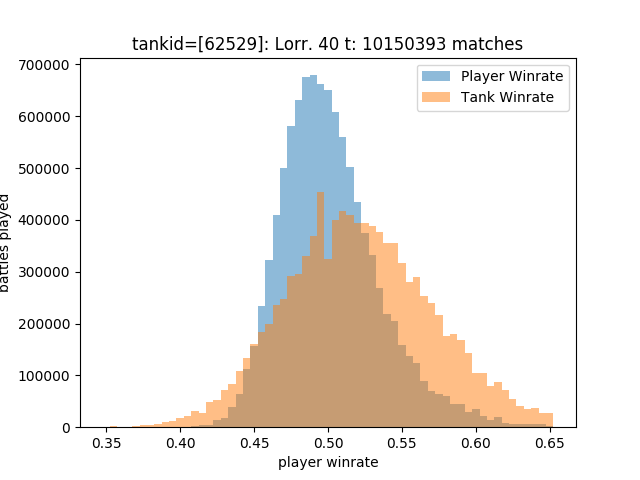 tankid=[62529]: Lorr. 40 t: 10150393 matches
Player Winrate
Tank Winrate
700000
600000
500000
400000
300000
200000
100000
0
battles played
0.35 0.40 0.45 0.50 0.55 0.60 0.65
player winrate